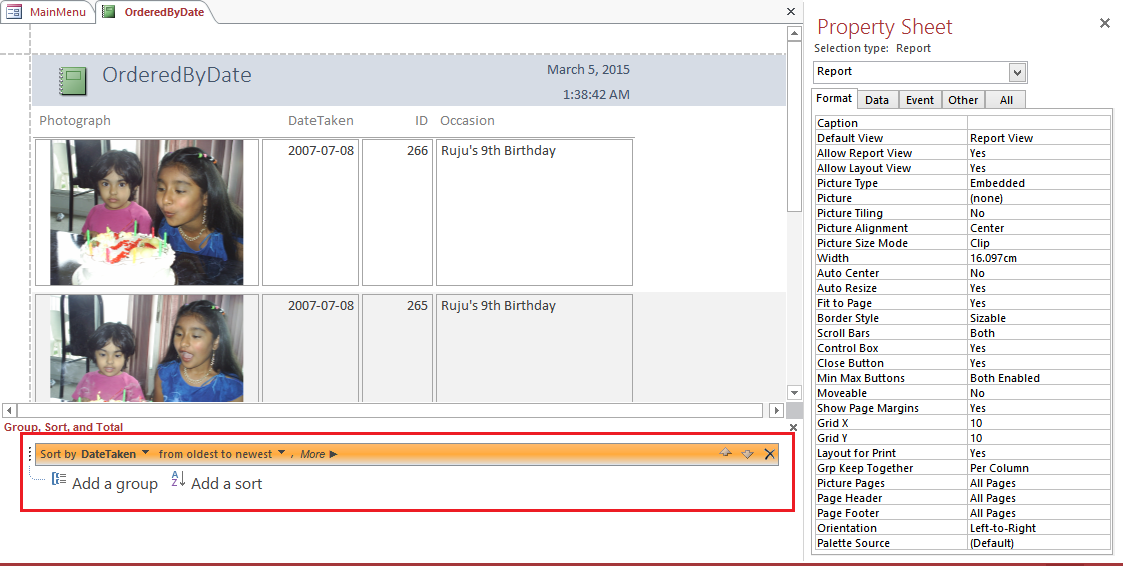 MainMenu OrderedByDate
OrderedByDate March 5, 2015
1:38:42 AM
Photograph DateTaken ID Occasion
2007-07-08 266 Ruju's 9th Birthday
2007-07-08 265 Ruju's 9th Birthday
Group, Sort, and Total
Sort by DateTaken from oldest to newest , More
Add a group A Z Add a sort
Property Sheet
Selection type: Report
Report
Format Data Event Other All
Caption
Default View Report View
Allow Report View Yes
Allow Layout View Yes
Picture Type Embedded
Picture (none)
Picture Tiling No
Picture Alignment Center
Picture Size Mode Clip
Width 16.097cm
Auto Center No
Auto Resize Yes
Fit to Page Yes
Border Style Sizable
Scroll Bars Both
Control Box Yes
Close Button Yes
Min Max Buttons Both Enabled
Moveable No
Show Page Margins Yes
Grid X 10
Grid Y 10
Layout for Print Yes
Grp Keep Together Per Column
Picture Pages All Pages
Page Header All Pages
Page Footer All Pages
Orientation Left-to-Right
Palette Source (Default)